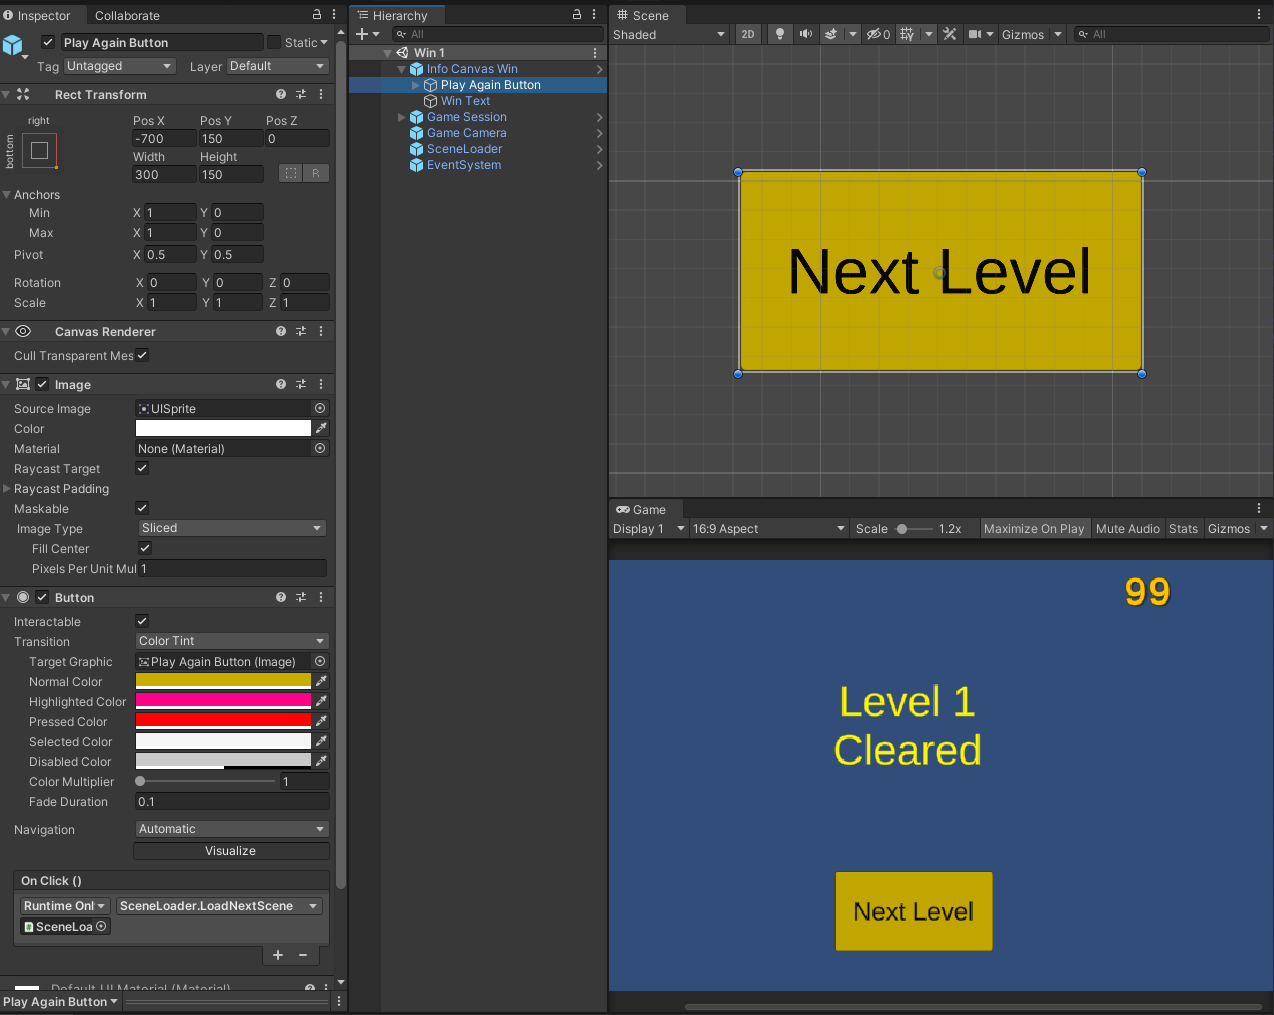 Inspector
Collaborate
Play Again Button
Static
Tag
Untagged
Layer
Default
Rect Transform
right
bottom
Pos X
Pos Y
Pos Z
-700
150
0
Width
Height
300
150
R
Anchors
Min
X 1
Y 0
Max
X 1
Y 0
Pivot
X 0.5
Y 0.5
Rotation
X 0
Y 0
Z 0
Scale
X 1
Y 1
Z 1
Canvas Renderer
Cull Transparent Mes
Image
Source Image
UISprite
Color
Material
None (Material)
Raycast Target
Raycast Padding
Maskable
Image Type
Sliced
Fill Center
Pixels Per Unit Mul
1
Button
Interactable
Transition
Color Tint
Target Graphic
Play Again Button (Image)
Normal Color
Highlighted Color
Pressed Color
Selected Color
Disabled Color
Color Multiplier
1
Fade Duration
0.1
Navigation
Automatic
Visualize
On Click ()
Runtime Onl
SceneLoader.LoadNextScene
SceneLoa
Default UI Material (Material)
Play Again Button
Hierarchy
All
Win 1
Info Canvas Win
Play Again Button
Win Text
Game Session
Game Camera
SceneLoader
EventSystem
Scene
Shaded
2D
0
Gizmos
All
Next Level
Game
Display 1
16:9 Aspect
Scale
1.2x
Maximize On Play
Mute Audio
Stats
Gizmos
99
Level 1
Cleared
Next Level